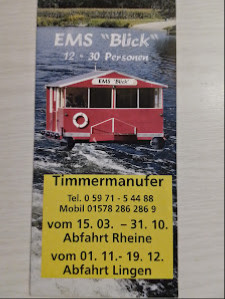 EMS "Blick"
12 - 30 Personen
EMS "Blick"
Timmermanufer
Tel. 0 59 71 - 5 44 88
Mobil 01578 286 286 9
vom 15. 03. – 31. 10.
Abfahrt Rheine
vom 01. 11.- 19. 12.
Abfahrt Lingen